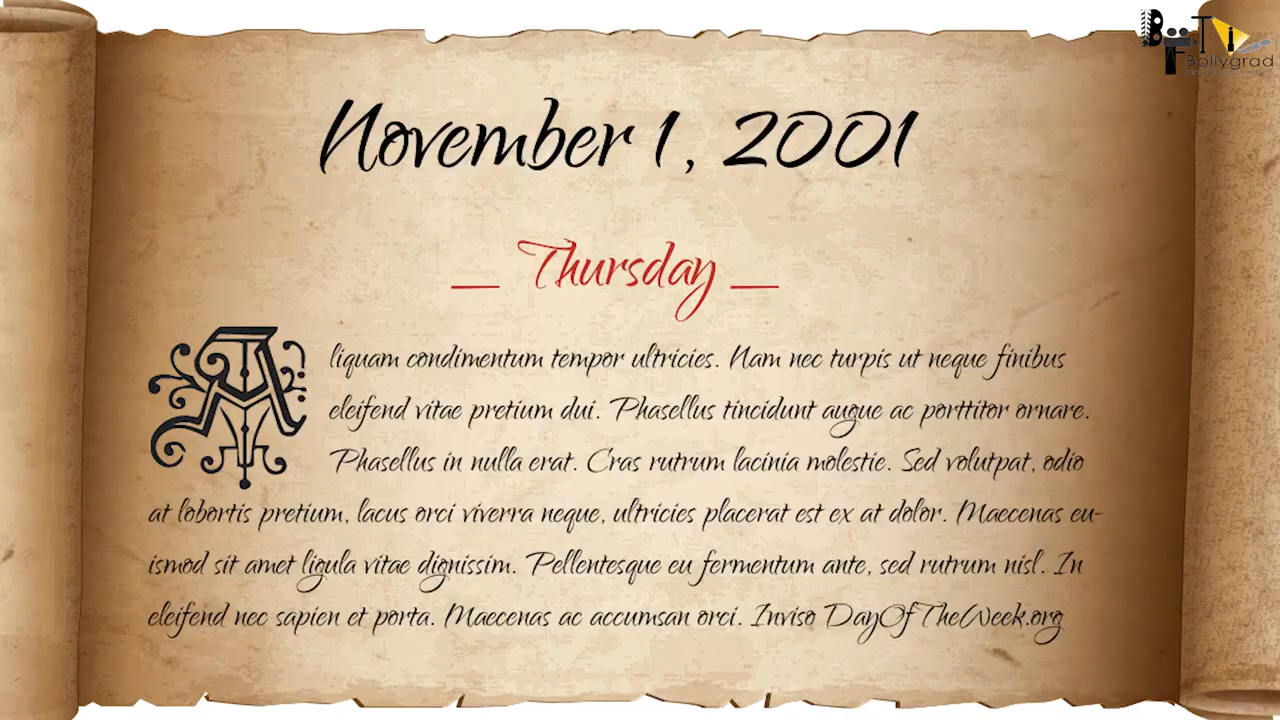 BFTi
Bollygrad
November 1, 2001
— Thursday —
Aliquam condimentum tempor ultricies. Nam nec turpis ut neque finibus
eleifend vitae pretium dui. Phasellus tincidunt augue ac porttitor ornare.
Phasellus in nulla erat. Cras rutrum lacinia molestie. Sed volutpat, odio
at lobortis pretium, lacus orci viverra neque, ultricies placerat est ex at dolor. Maecenas eu-
ismod sit amet ligula vitae dignissim. Pellentesque eu fermentum ante, sed rutrum nisl. In
eleifend nec sapien et porta. Maecenas ac accumsan orci. Inviso DayOfTheWeek.org